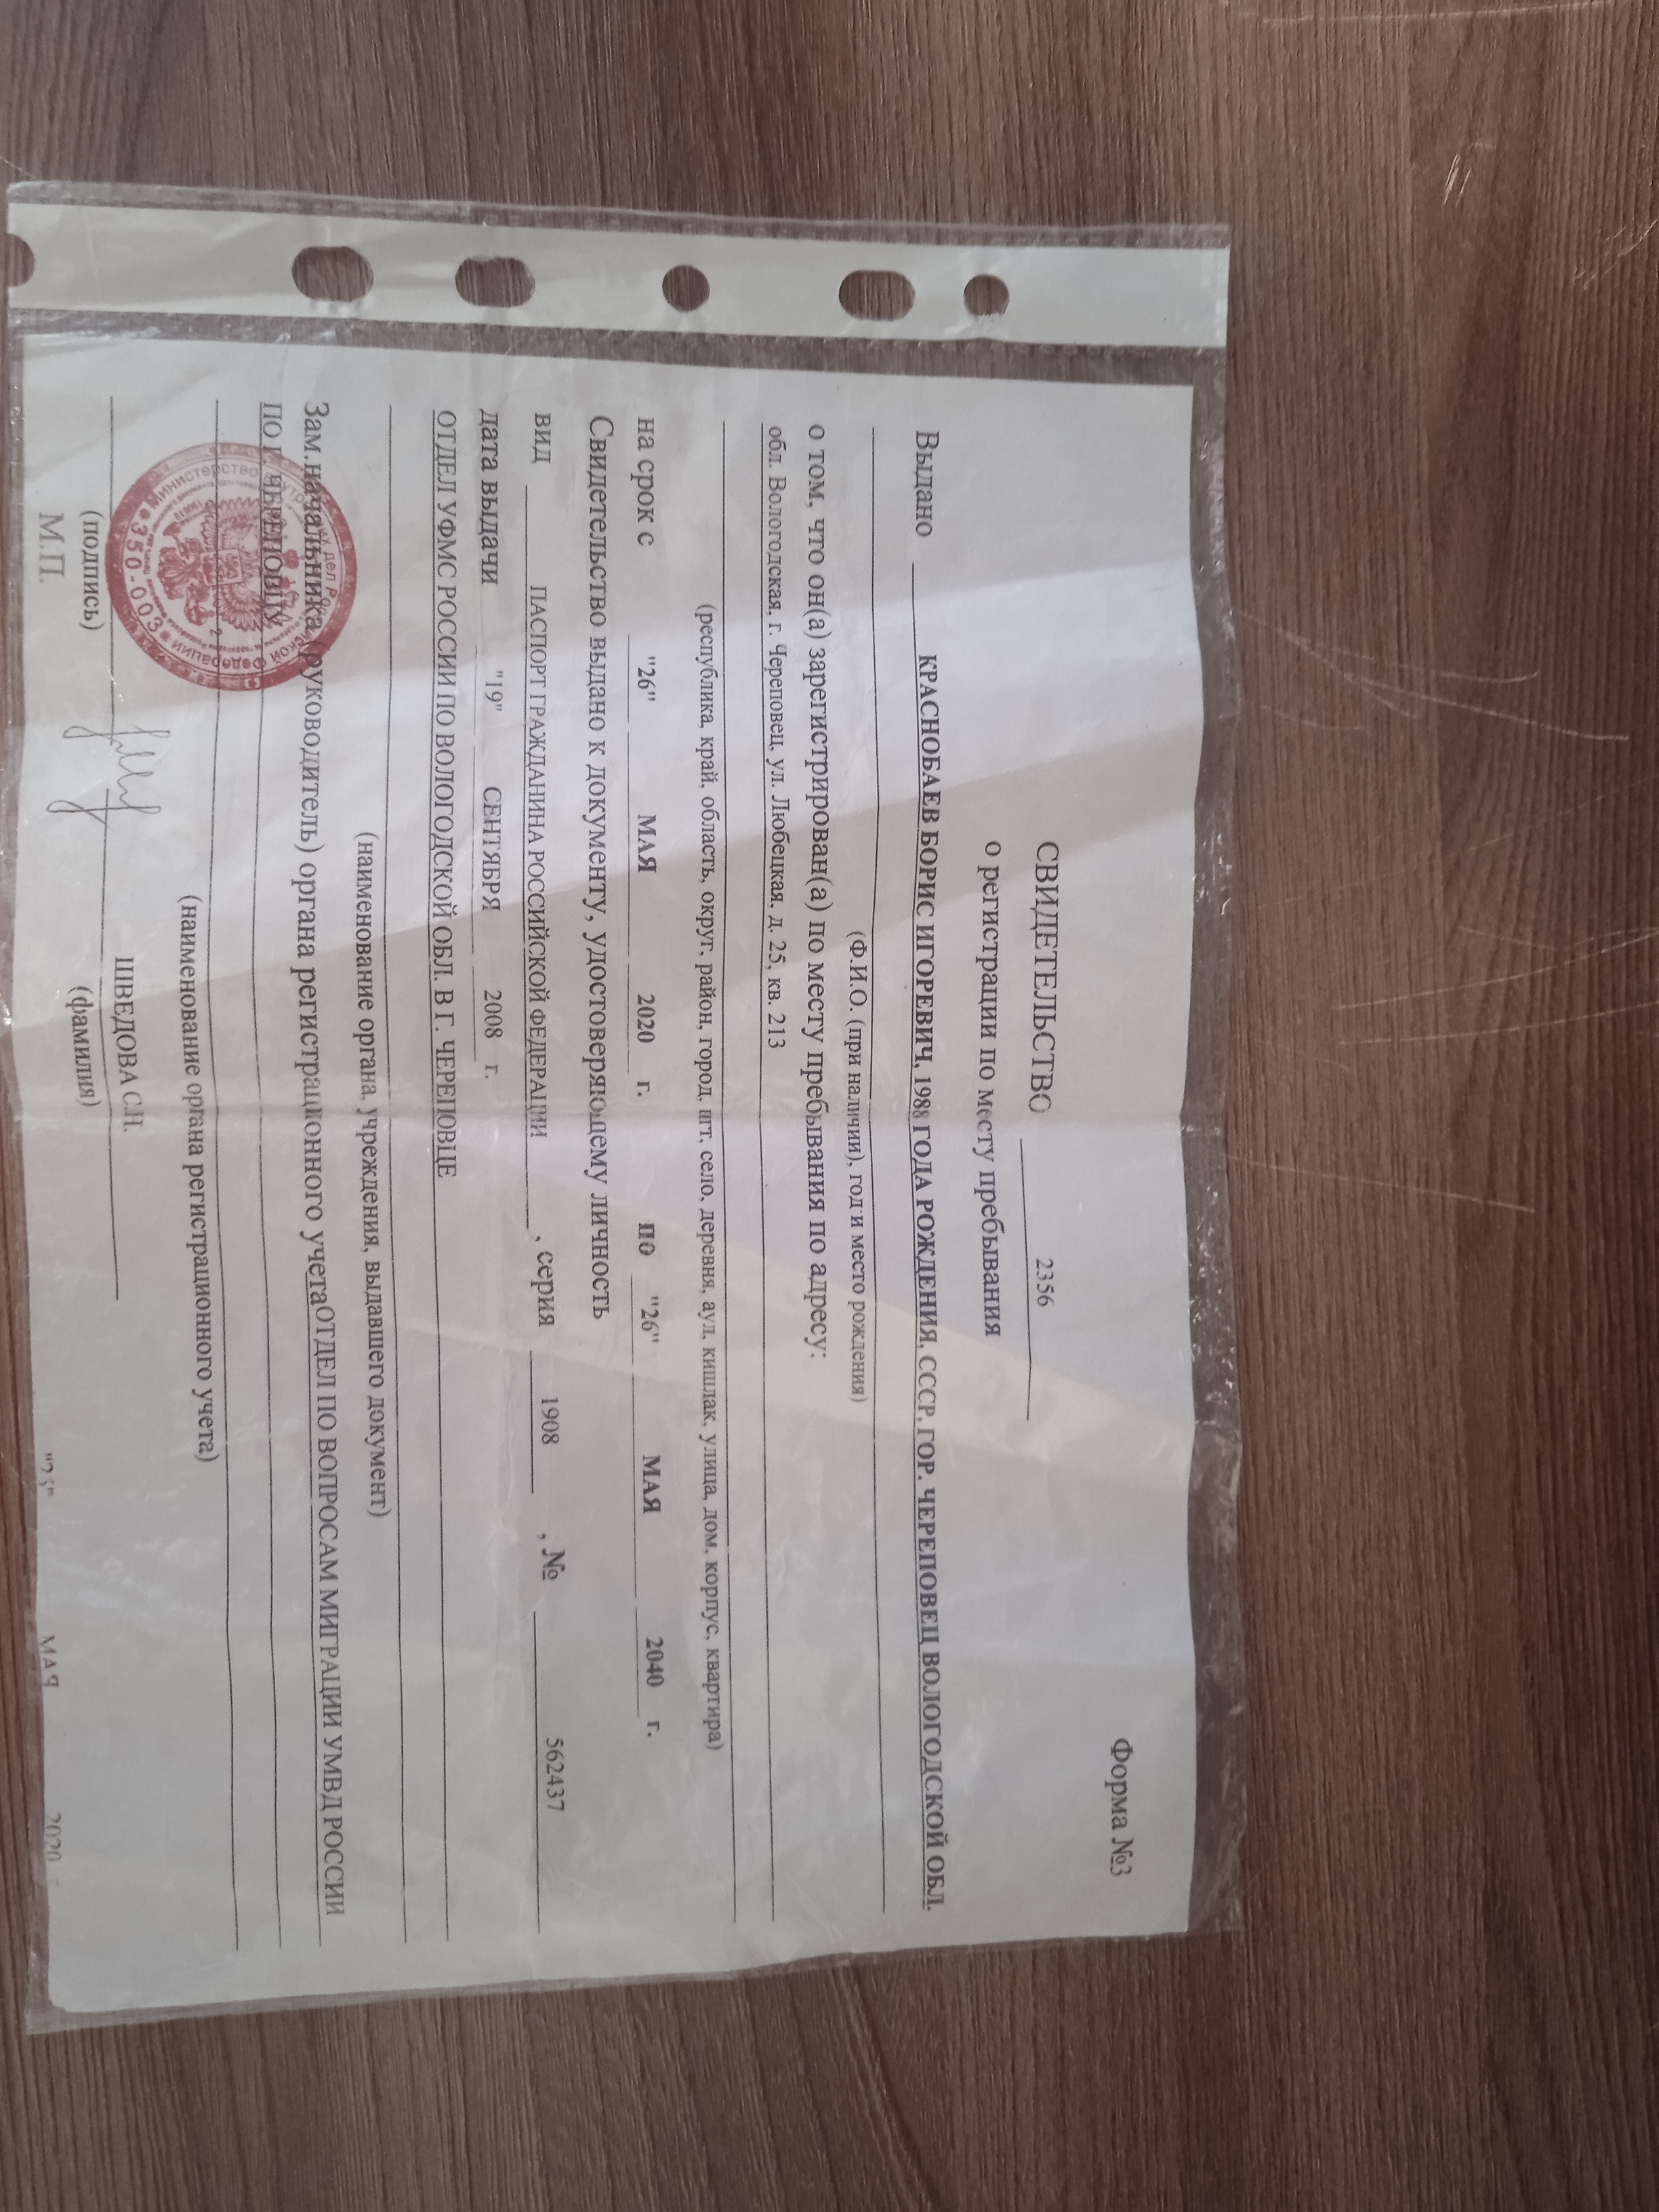 Форма №3
СВИДЕТЕЛЬСТВО 2356
о регистрации по месту пребывания
Выдано КРАСНОБАЕВ БОРИС ИГОРЕВИЧ, 1988 ГОДА РОЖДЕНИЯ, СССР, ГОР. ЧЕРЕПОВЕЦ ВОЛОГОДСКОЙ ОБЛ.
(Ф.И.О. (при наличии), год и место рождения)
о том, что он(а) зарегистрирован(а) по месту пребывания по адресу:
обл. Вологодская, г. Череповец, ул. Любецкая, д. 25, кв. 213
(республика, край, область, округ, район, город, пгт, село, деревня, аул, кишлак, улица, дом, корпус, квартира)
на срок с "26" МАЯ 2020 г. по "26" МАЯ 2040 г.
Свидетельство выдано к документу, удостоверяющему личность
вид ПАСПОРТ ГРАЖДАНИНА РОССИЙСКОЙ ФЕДЕРАЦИИ, серия 1908, № 562437
дата выдачи "19" СЕНТЯБРЯ 2008 г.
ОТДЕЛ УФМС РОССИИ ПО ВОЛОГОДСКОЙ ОБЛ. В Г. ЧЕРЕПОВЦЕ
(наименование органа, учреждения, выдавшего документ)
Зам.начальника (руководитель) органа регистрационного учетаОТДЕЛ ПО ВОПРОСАМ МИГРАЦИИ УМВД РОССИИ
ПО Г. ЧЕРЕПОВЦУ
(наименование органа регистрационного учета)
ШВЕДОВА С.Н.
(подпись) (фамилия)
М.П. МАЯ 2020
350-003